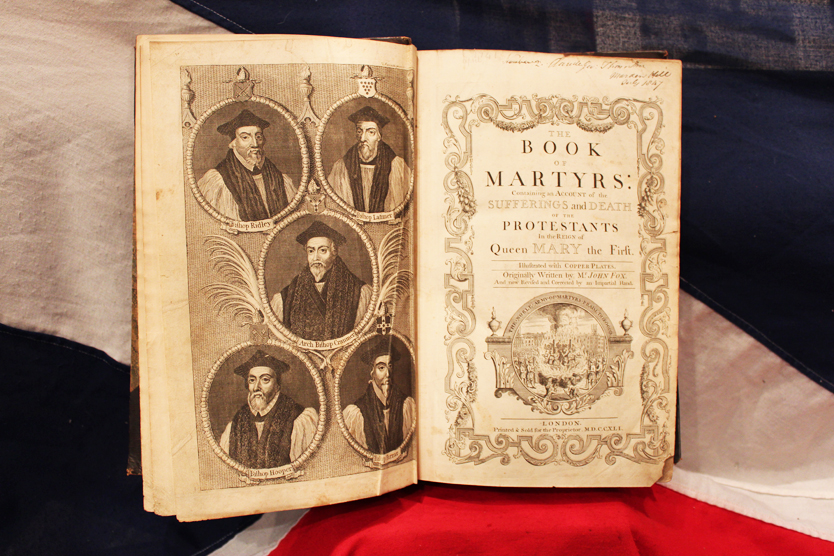 Bishop Ridley
Bishop Latimer
Arch Bishop Cranmer
Bishop Hooper
THE
BOOK
OF
MARTYRS:
Containing an ACCOUNT of the
SUFFERINGS and DEATH
OF THE
PROTESTANTS
In the REIGN of
Queen MARY the First.
Illustrated with COPPER PLATES.
Originally Written by Mr. JOHN FOX.
And now Revised and Corrected by an Impartial Hand.
LONDON.
Printed & Sold for the Proprietor M.D.CC.XLI.